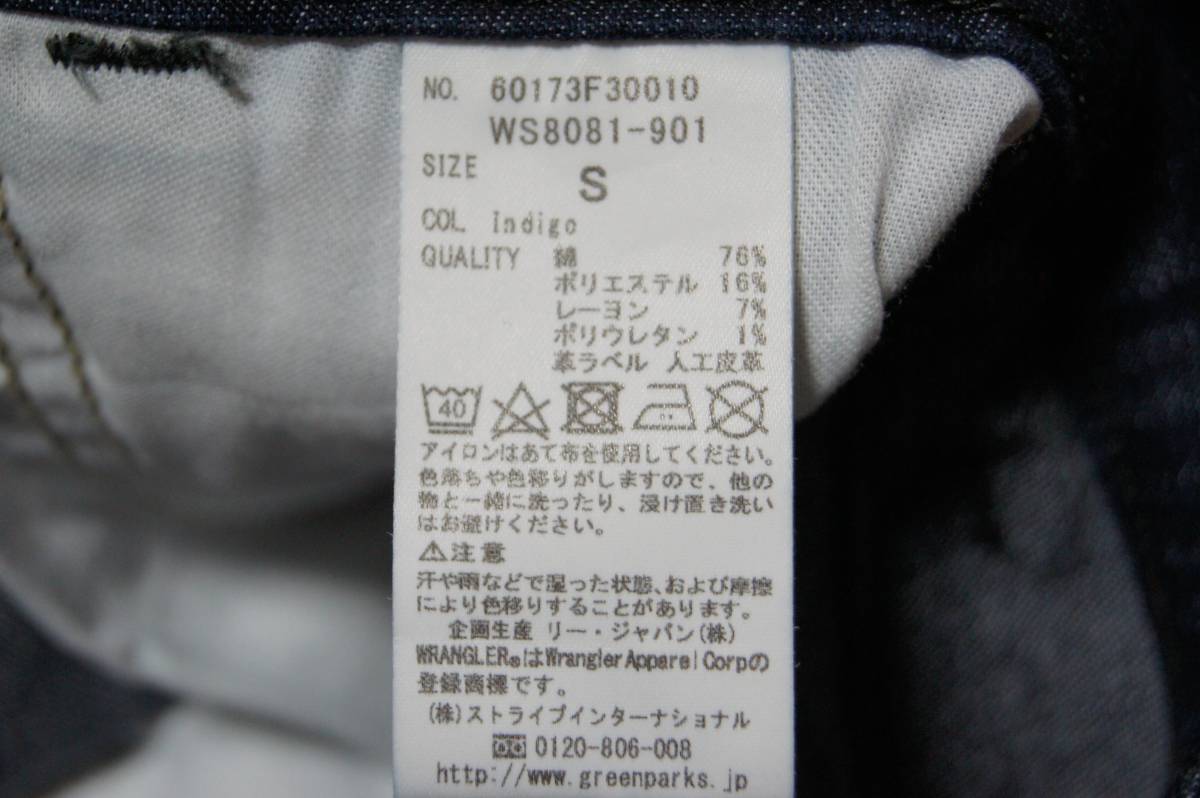 NO. 60173F30010
WS8081-901
SIZE S
COL Indigo
QUALITY 綿 76%
ポリエステル 16%
レーヨン 7%
ポリウレタン 1%
革ラベル 人工皮革
40
アイロンはあて布を使用してください。
色落ちや色移りがしますので、他の
物と一緒に洗ったり、浸け置き洗い
はお避けください。
⚠注意
汗や雨などで湿った状態、および摩擦
により色移りすることがあります。
企画生産 リー・ジャパン(株)
WRANGLER®はWrangler Apparel Corpの
登録商標です。
(株)ストライプインターナショナル
0120-806-008
http://www.greenparks.jp